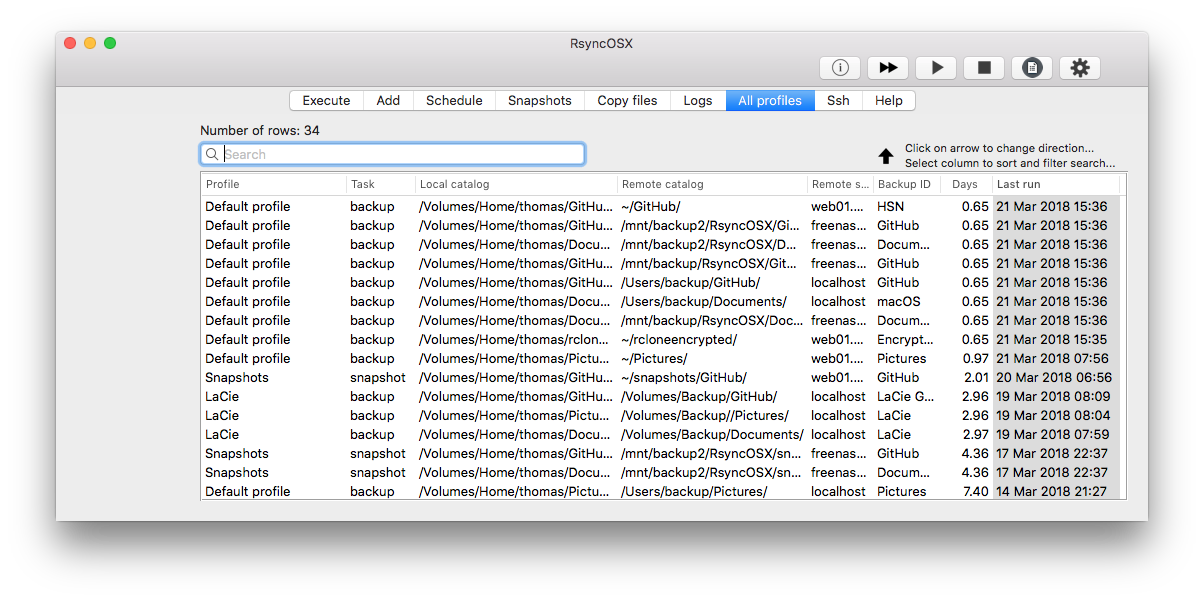 RsyncOSX
Execute Add Schedule Snapshots Copy files Logs All profiles Ssh Help
Number of rows: 34
Search
Click on arrow to change direction...
Select column to sort and filter search...
Profile Task Local catalog Remote catalog Remote s... Backup ID Days Last run
Default profile backup /Volumes/Home/thomas/GitHu... ~/GitHub/ web01.... HSN 0.65 21 Mar 2018 15:36
Default profile backup /Volumes/Home/thomas/GitHu... /mnt/backup2/RsyncOSX/Gi... freenas... GitHub 0.65 21 Mar 2018 15:36
Default profile backup /Volumes/Home/thomas/Docu... /mnt/backup2/RsyncOSX/D... freenas... Docum... 0.65 21 Mar 2018 15:36
Default profile backup /Volumes/Home/thomas/GitHu... /mnt/backup/RsyncOSX/Git... freenas... GitHub 0.65 21 Mar 2018 15:36
Default profile backup /Volumes/Home/thomas/GitHu... /Users/backup/GitHub/ localhost GitHub 0.65 21 Mar 2018 15:36
Default profile backup /Volumes/Home/thomas/Docu... /Users/backup/Documents/ localhost macOS 0.65 21 Mar 2018 15:36
Default profile backup /Volumes/Home/thomas/Docu... /mnt/backup/RsyncOSX/Doc... freenas... Docum... 0.65 21 Mar 2018 15:36
Default profile backup /Volumes/Home/thomas/rclon... ~/rcloneencrypted/ web01.... Encrypt... 0.65 21 Mar 2018 15:35
Default profile backup /Volumes/Home/thomas/Pictu... ~/Pictures/ web01.... Pictures 0.97 21 Mar 2018 07:56
Snapshots snapshot /Volumes/Home/thomas/GitHu... ~/snapshots/GitHub/ web01.... GitHub 2.01 20 Mar 2018 06:56
LaCie backup /Volumes/Home/thomas/GitHu... /Volumes/Backup/GitHub/ localhost LaCie G... 2.96 19 Mar 2018 08:09
LaCie backup /Volumes/Home/thomas/Pictu... /Volumes/Backup//Pictures/ localhost LaCie 2.96 19 Mar 2018 08:04
LaCie backup /Volumes/Home/thomas/Docu... /Volumes/Backup/Documents/ localhost LaCie 2.97 19 Mar 2018 07:59
Snapshots snapshot /Volumes/Home/thomas/GitHu... /mnt/backup2/RsyncOSX/sn... freenas... GitHub 4.36 17 Mar 2018 22:37
Snapshots snapshot /Volumes/Home/thomas/Docu... /mnt/backup2/RsyncOSX/sn... freenas... Docum... 4.36 17 Mar 2018 22:37
Default profile backup /Volumes/Home/thomas/Pictu... /Users/backup/Pictures/ localhost Pictures 7.40 14 Mar 2018 21:27